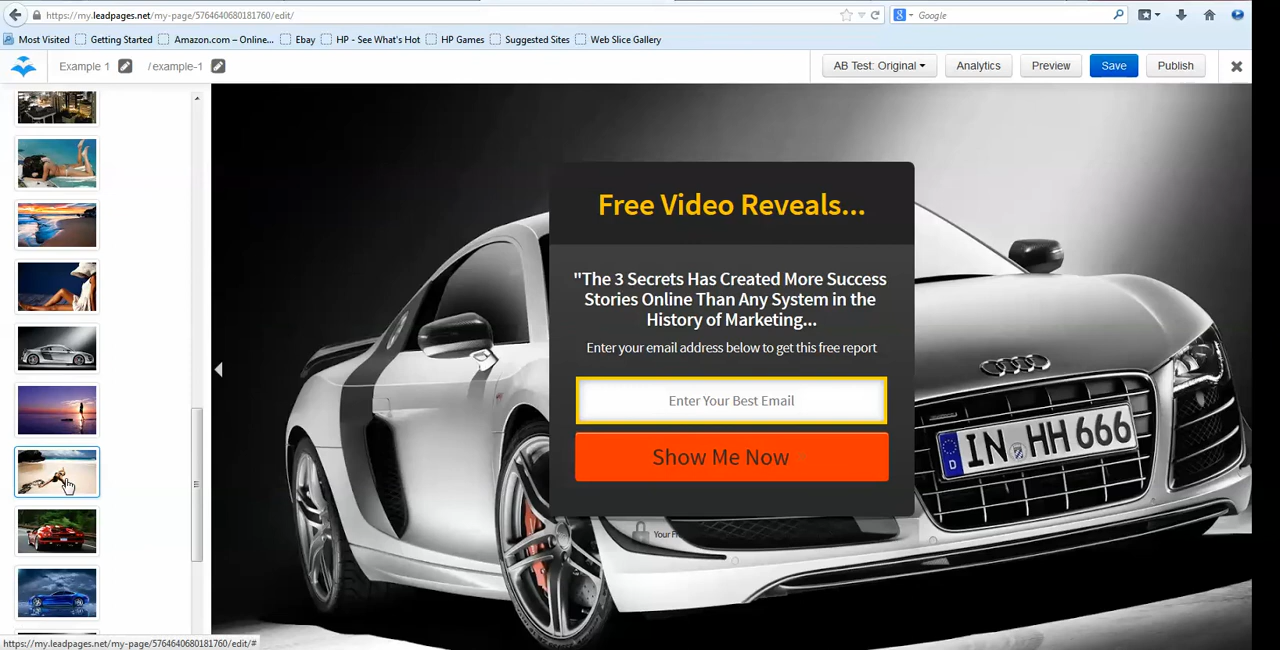 https://my.leadpages.net/my-page/5764640680181760/edit/
Google
Most Visited Getting Started Amazon.com – Online... Ebay HP - See What's Hot HP Games Suggested Sites Web Slice Gallery
Example 1 /example-1 AB Test: Original Analytics Preview Save Publish
Free Video Reveals...
"The 3 Secrets Has Created More Success
Stories Online Than Any System in the
History of Marketing...
Enter your email address below to get this free report
Enter Your Best Email
Show Me Now
IN HH 666
D
Your
https://my.leadpages.net/my-page/5764640680181760/edit/#